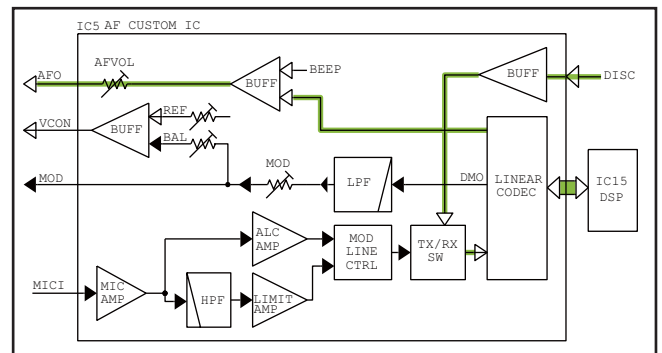 IC5 AF CUSTOM IC
AFVOL
AFO
BUFF
BEEP
BUFF
DISC
REF
VCON
BUFF
BAL
MOD
MOD
LPF
DMO
LINEAR
CODEC
IC15
DSP
ALC
AMP
MOD
LINE
CTRL
TX/RX
SW
MICI
MIC
AMP
HPF
LIMIT
AMP